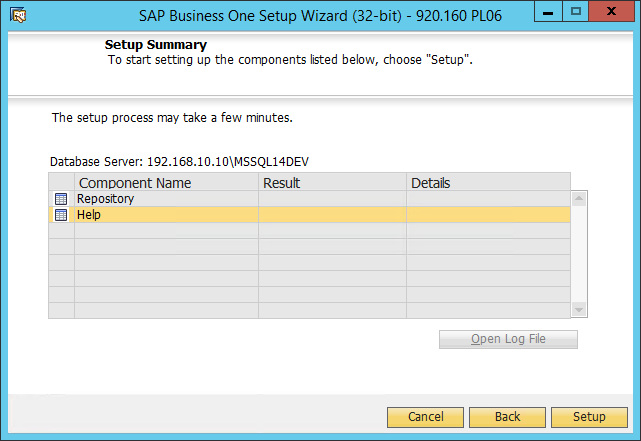 SAP Business One Setup Wizard (32-bit) - 920.160 PL06
Setup Summary
To start setting up the components listed below, choose "Setup".
The setup process may take a few minutes.
Database Server: 192.168.10.10\MSSQL14DEV
Component Name Result Details
Repository
Help
Open Log File
Cancel Back Setup